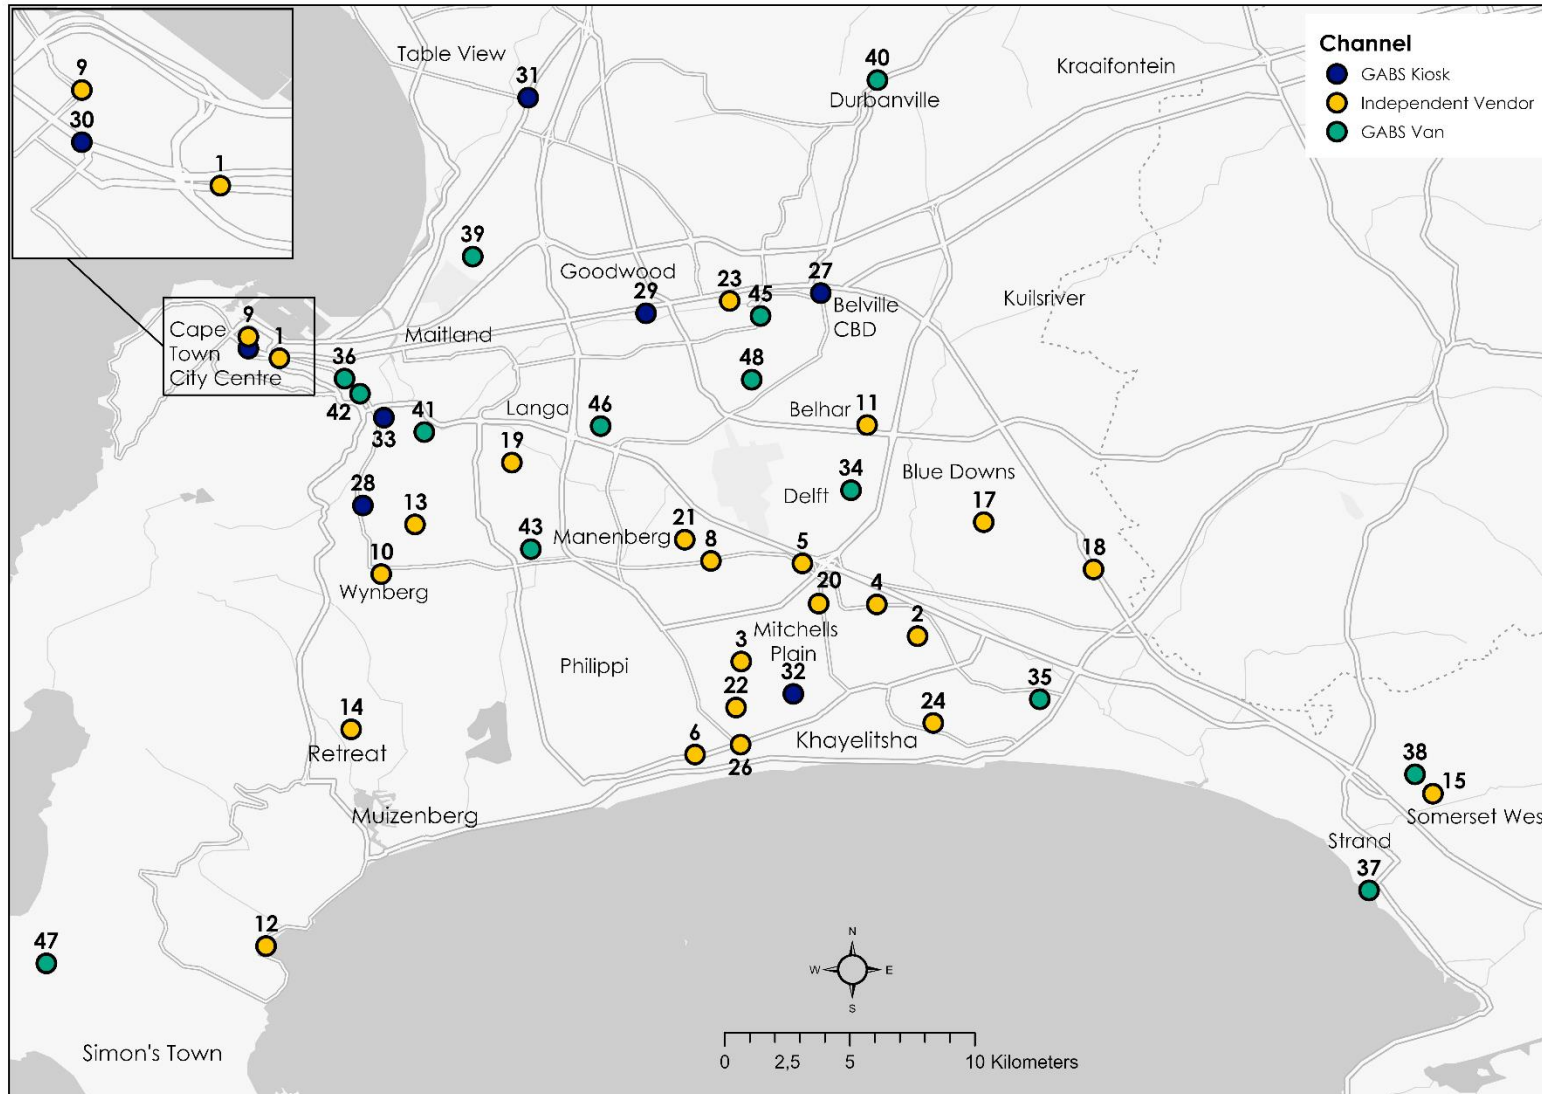 9
30
1
Table View
31
40
Durbanville
Kraaifontein
Channel
GABS Kiosk
Independent Vendor
GABS Van
39
Goodwood
29
23
45
27
Belville
CBD
Kuilsriver
9
1
Cape
Town
City Centre
Maitland
36
42
33
41
Langa
46
48
Belhar
11
19
34
Delft
Blue Downs
17
28
13
43
Manenberg
21
8
5
18
10
Wynberg
20
4
2
Mitchells
Plain
3
32
Philippi
22
35
24
14
Retreat
6
26
Khayelitsha
38
15
Somerset Wes
Muizenberg
Strand
37
12
47
N
W
E
S
Simon's Town
0
2,5
5
10 Kilometers